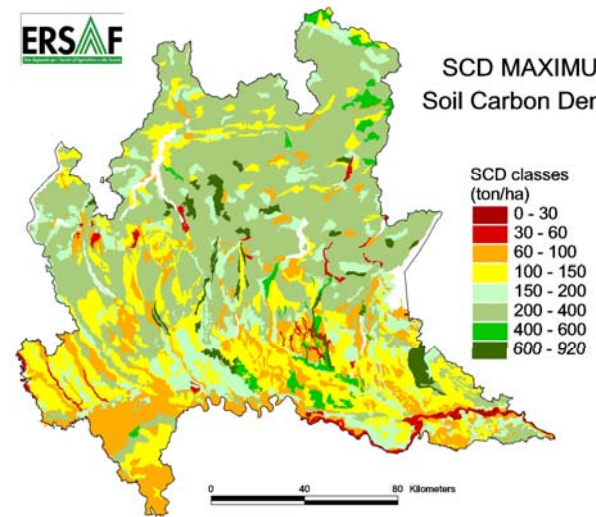 ERSAF
SCD MAXIMU
Soil Carbon Der
SCD classes
(ton/ha)
0 - 30
30 - 60
60 - 100
100 - 150
150 - 200
200 - 400
400 - 600
600 - 920
0 40 80 Kilometers